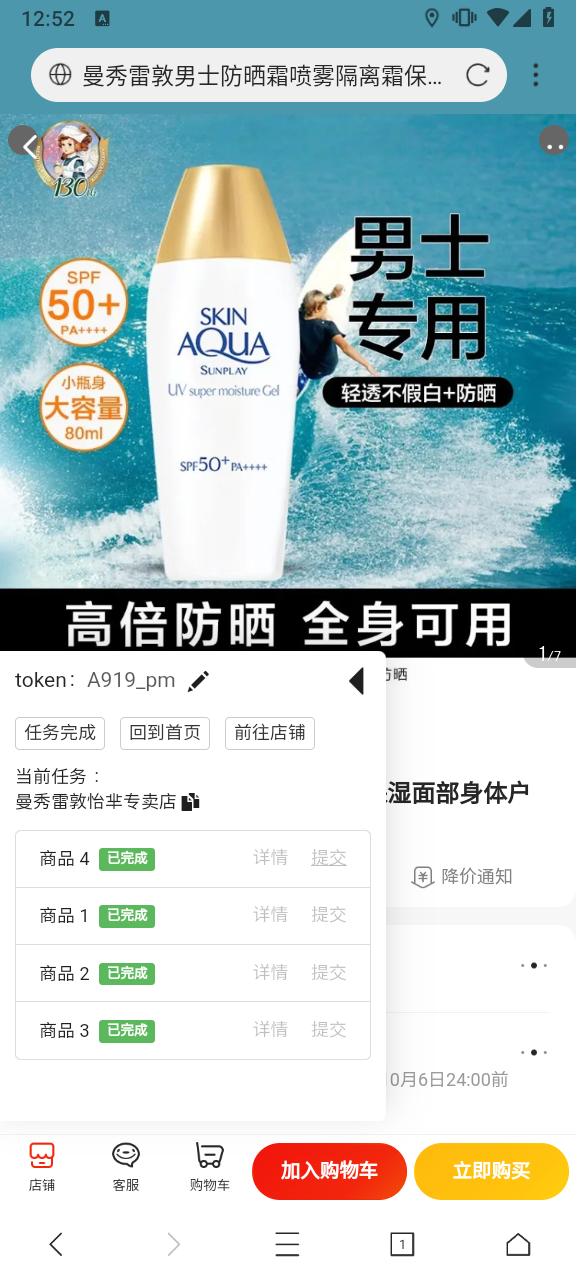 12:52
A
曼秀雷敦男士防晒霜喷雾隔离霜保...
130th
男士
专用
轻透不假白+防晒
SPF
50+
PA++++
小瓶身
大容量
80ml
SKIN
AQUA
SUNPLAY
UV super moisture Gel
SPF50+ PA++++
高倍防晒 全身可用
1/7
防晒
token: A919_pm
任务完成 回到首页 前往店铺
当前任务：
曼秀雷敦怡芈专卖店
湿面部身体户
降价通知
商品 4 已完成 详情 提交
商品 1 已完成 详情 提交
商品 2 已完成 详情 提交
商品 3 已完成 详情 提交
0月6日24:00前
店铺 客服 购物车 加入购物车 立即购买
1